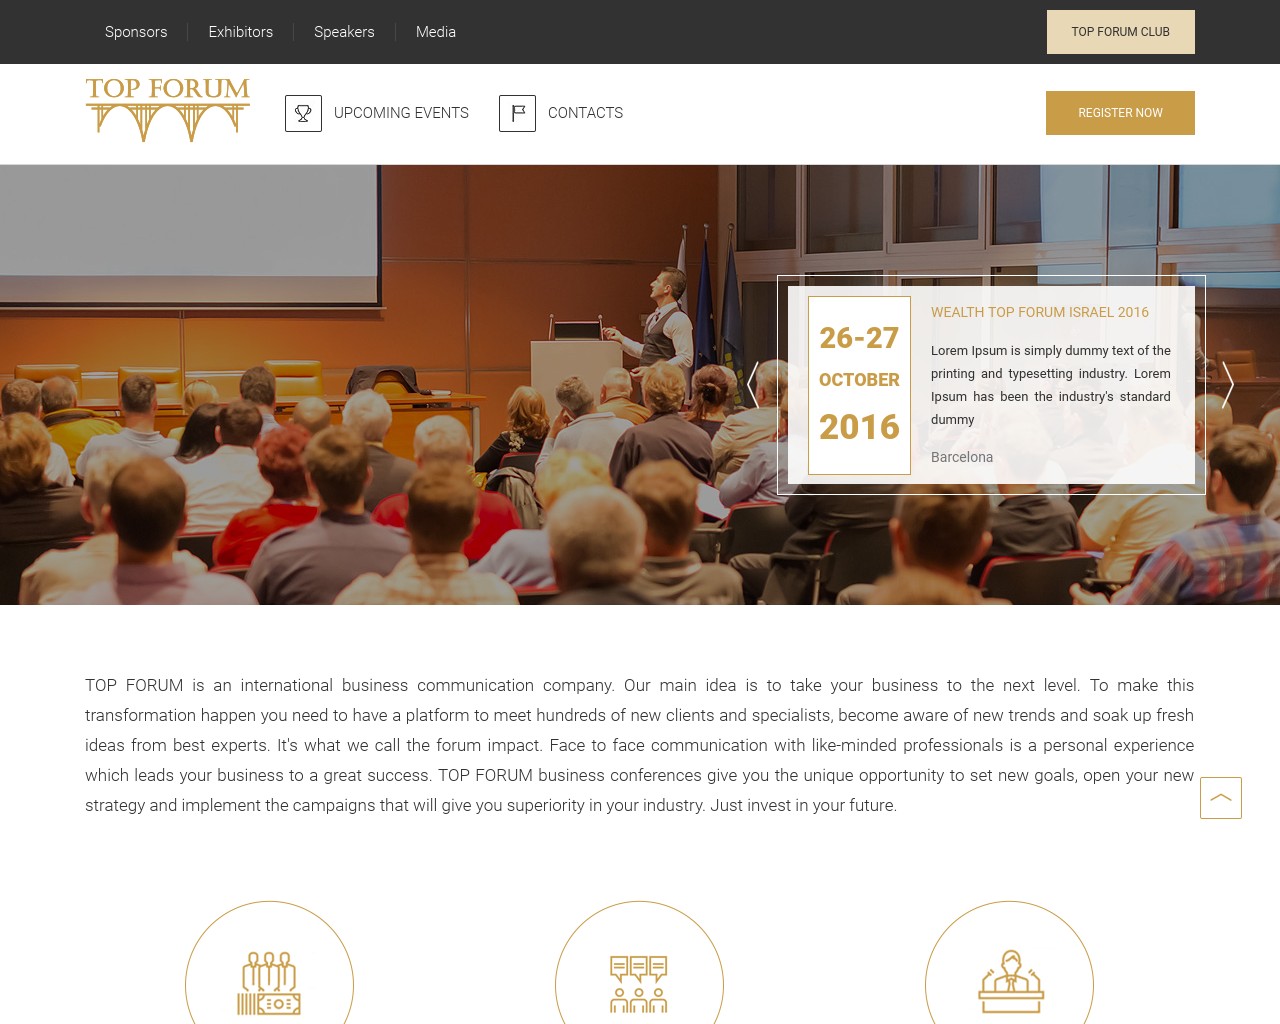 Sponsors
Exhibitors
Speakers
Media
TOP FORUM CLUB
TOP FORUM
UPCOMING EVENTS
CONTACTS
REGISTER NOW
26-27
OCTOBER
2016
WEALTH TOP FORUM ISRAEL 2016
Lorem Ipsum is simply dummy text of the
printing and typesetting industry. Lorem
Ipsum has been the industry's standard
dummy
Barcelona
TOP FORUM is an international business communication company. Our main idea is to take your business to the next level. To make this
transformation happen you need to have a platform to meet hundreds of new clients and specialists, become aware of new trends and soak up fresh
ideas from best experts. It's what we call the forum impact. Face to face communication with like-minded professionals is a personal experience
which leads your business to a great success. TOP FORUM business conferences give you the unique opportunity to set new goals, open your new
strategy and implement the campaigns that will give you superiority in your industry. Just invest in your future.